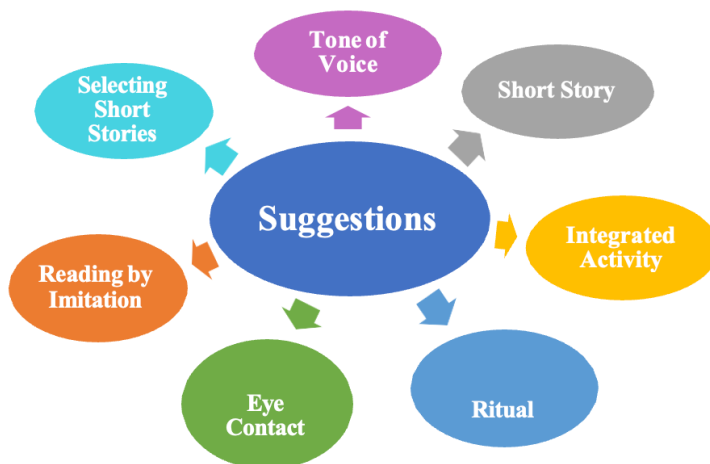 Tone of
Voice
Selecting
Short
Stories
Short Story
Suggestions
Integrated
Activity
Reading by
Imitation
Eye
Contact
Ritual